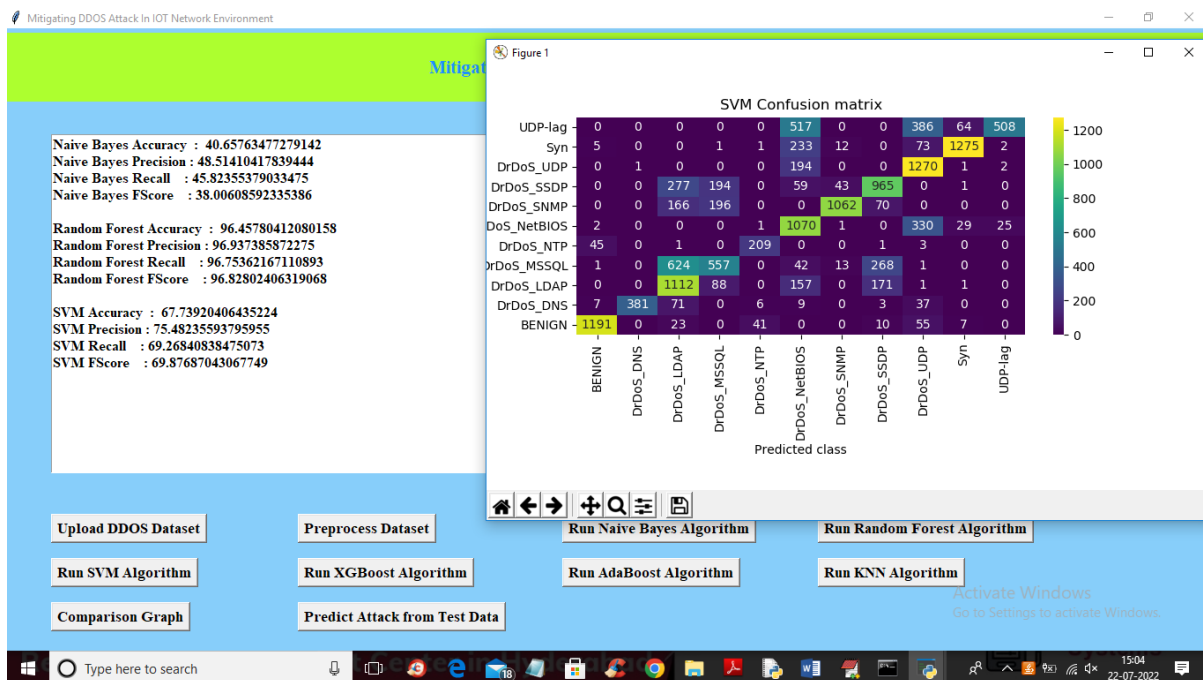 Mitigating DDOS Attack In IOT Network Environment
Mitigat
Naive Bayes Accuracy : 40.65763477279142
Naive Bayes Precision : 48.51410417839444
Naive Bayes Recall : 45.82355379033475
Naive Bayes FScore : 38.00608592335386
Random Forest Accuracy : 96.45780412080158
Random Forest Precision : 96.937385872275
Random Forest Recall : 96.75362167110893
Random Forest FScore : 96.82802406319068
SVM Accuracy : 67.73920406435224
SVM Precision : 75.48235593795955
SVM Recall : 69.26840838475073
SVM FScore : 69.87687043067749
Figure 1
SVM Confusion matrix
UDP-lag 0 0 0 0 0 517 0 0 386 64 508
Syn 5 0 0 1 1 233 12 0 73 1275 2
DrDoS_UDP 0 1 0 0 0 194 0 0 1270 1 2
DrDoS_SSDP 0 0 277 194 0 59 43 965 0 1 0
DrDoS_SNMP 0 0 166 196 0 0 1062 70 0 0 0
DoS_NetBIOS 2 0 0 0 1 1070 1 0 330 29 25
DrDoS_NTP 45 0 1 0 209 0 0 1 3 0 0
rDoS_MSSQL 1 0 624 557 0 42 13 268 1 0 0
DrDoS_LDAP 0 0 1112 88 0 157 0 171 1 1 0
DrDoS_DNS 7 381 71 0 6 9 0 3 37 0 0
BENIGN 1191 0 23 0 41 0 0 10 55 7 0
BENIGN DrDoS_DNS DrDoS_LDAP DrDoS_MSSQL DrDoS_NTP DrDoS_NetBIOS DrDoS_SNMP DrDoS_SSDP DrDoS_UDP Syn UDP-lag
Predicted class
1200
1000
800
600
400
200
0
Upload DDOS Dataset
Preprocess Dataset
Run Naive Bayes Algorithm
Run Random Forest Algorithm
Run SVM Algorithm
Run XGBoost Algorithm
Run AdaBoost Algorithm
Run KNN Algorithm
Comparison Graph
Predict Attack from Test Data
Activate Windows
Go to Settings to activate Windows.
Type here to search
18
15:04
22-07-2022